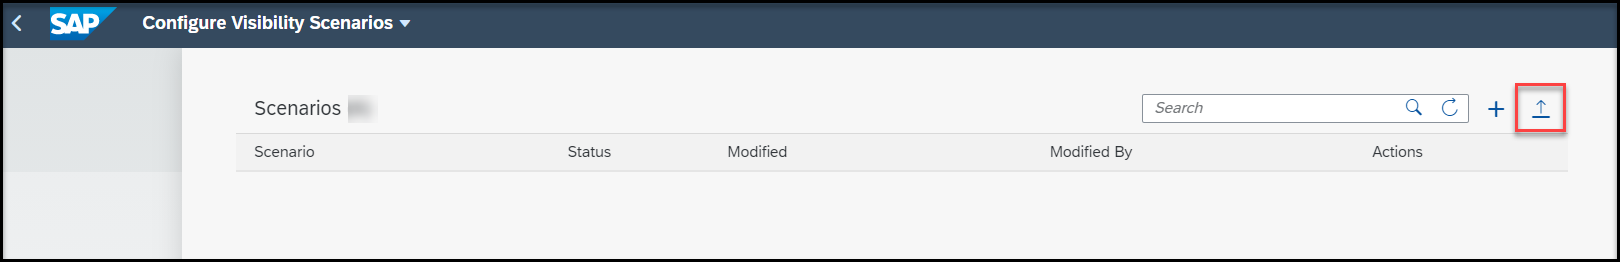 SAP Configure Visibility Scenarios
Scenarios
Search
Scenario Status Modified Modified By Actions